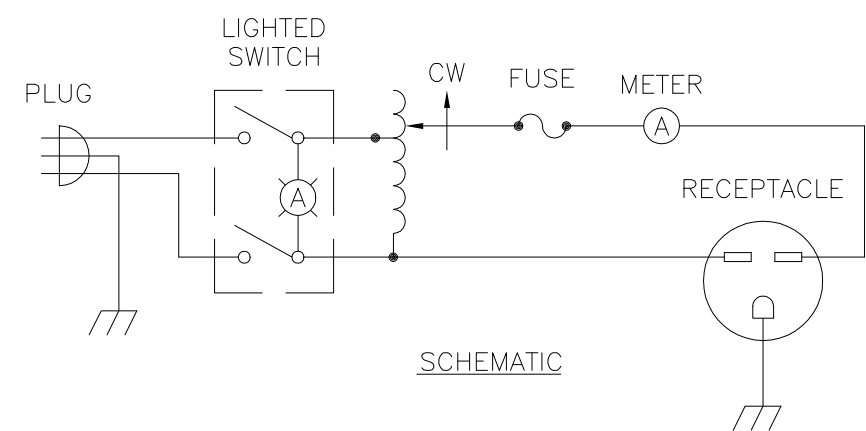 LIGHTED
SWITCH
CW
FUSE
METER
PLUG
A
A
RECEPTACLE
SCHEMATIC